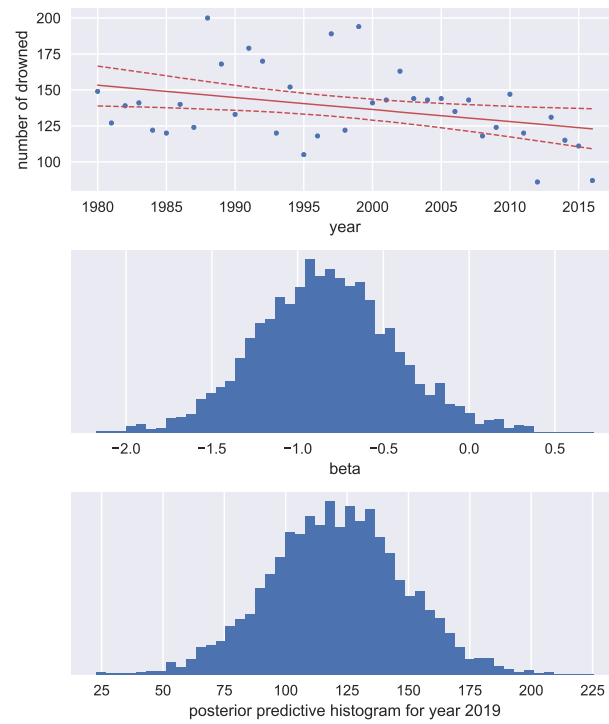 200
175
150
125
100
number of drowned
1980 1985 1990 1995 2000 2005 2010 2015
year
−2.0 −1.5 −1.0 −0.5 0.0 0.5
beta
25 50 75 100 125 150 175 200 225
posterior predictive histogram for year 2019